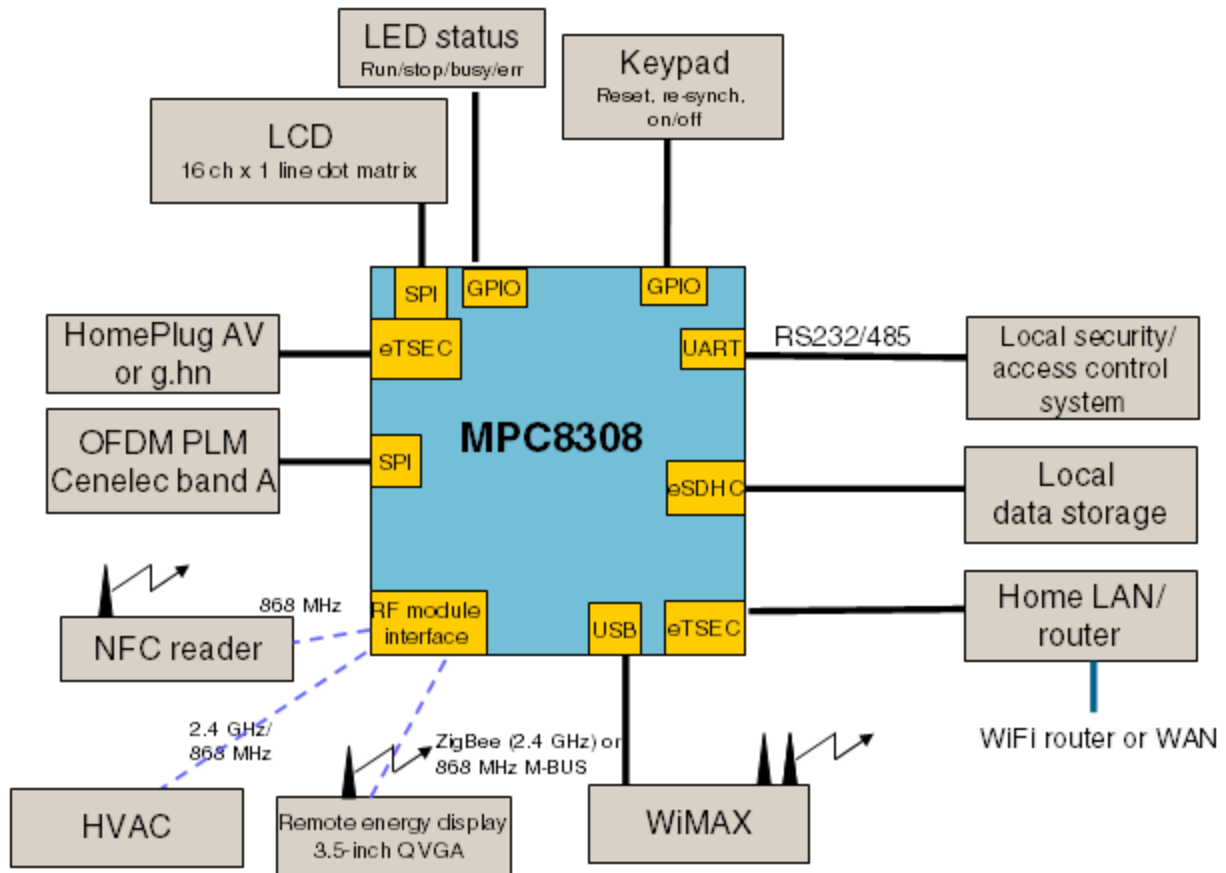 LED status
Run/stop/busy/err
Keypad
Reset, re-synch,
on/off
LCD
16 ch x 1 line dot matrix
SPI
GPIO
GPIO
HomePlug AV
or g.hn
eTSEC
UART
RS232/485
Local security/
access control
system
OFDM PLM
Cenelec band A
SPI
MPC8308
eSDHC
Local
data storage
868 MHz
NFC reader
RF module
interface
USB
eTSEC
Home LAN/
router
WiFi router or WAN
2.4 GHz/
868 MHz
ZigBee (2.4 GHz) or
868 MHz M-BUS
HVAC
Remote energy display
3.5-inch QVGA
WiMAX